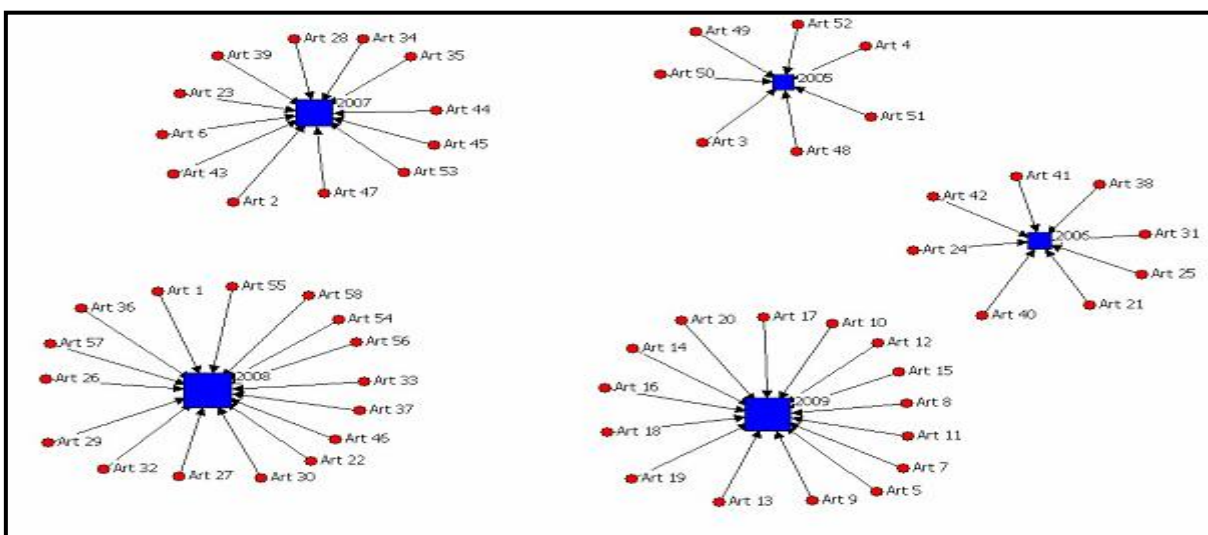 Art 28
Art 34
Art 39
Art 35
Art 23
2007
Art 44
Art 6
Art 45
Art 43
Art 53
Art 2
Art 47
Art 52
Art 49
Art 4
Art 50
2005
Art 51
Art 3
Art 48
Art 41
Art 38
Art 42
Art 31
2006
Art 24
Art 25
Art 21
Art 40
Art 1
Art 55
Art 58
Art 36
Art 54
Art 57
Art 56
Art 26
2008
Art 33
Art 37
Art 29
Art 46
Art 32
Art 22
Art 27
Art 30
Art 20
Art 17
Art 10
Art 14
Art 12
Art 16
Art 15
2009
Art 8
Art 18
Art 11
Art 19
Art 7
Art 13
Art 9
Art 5